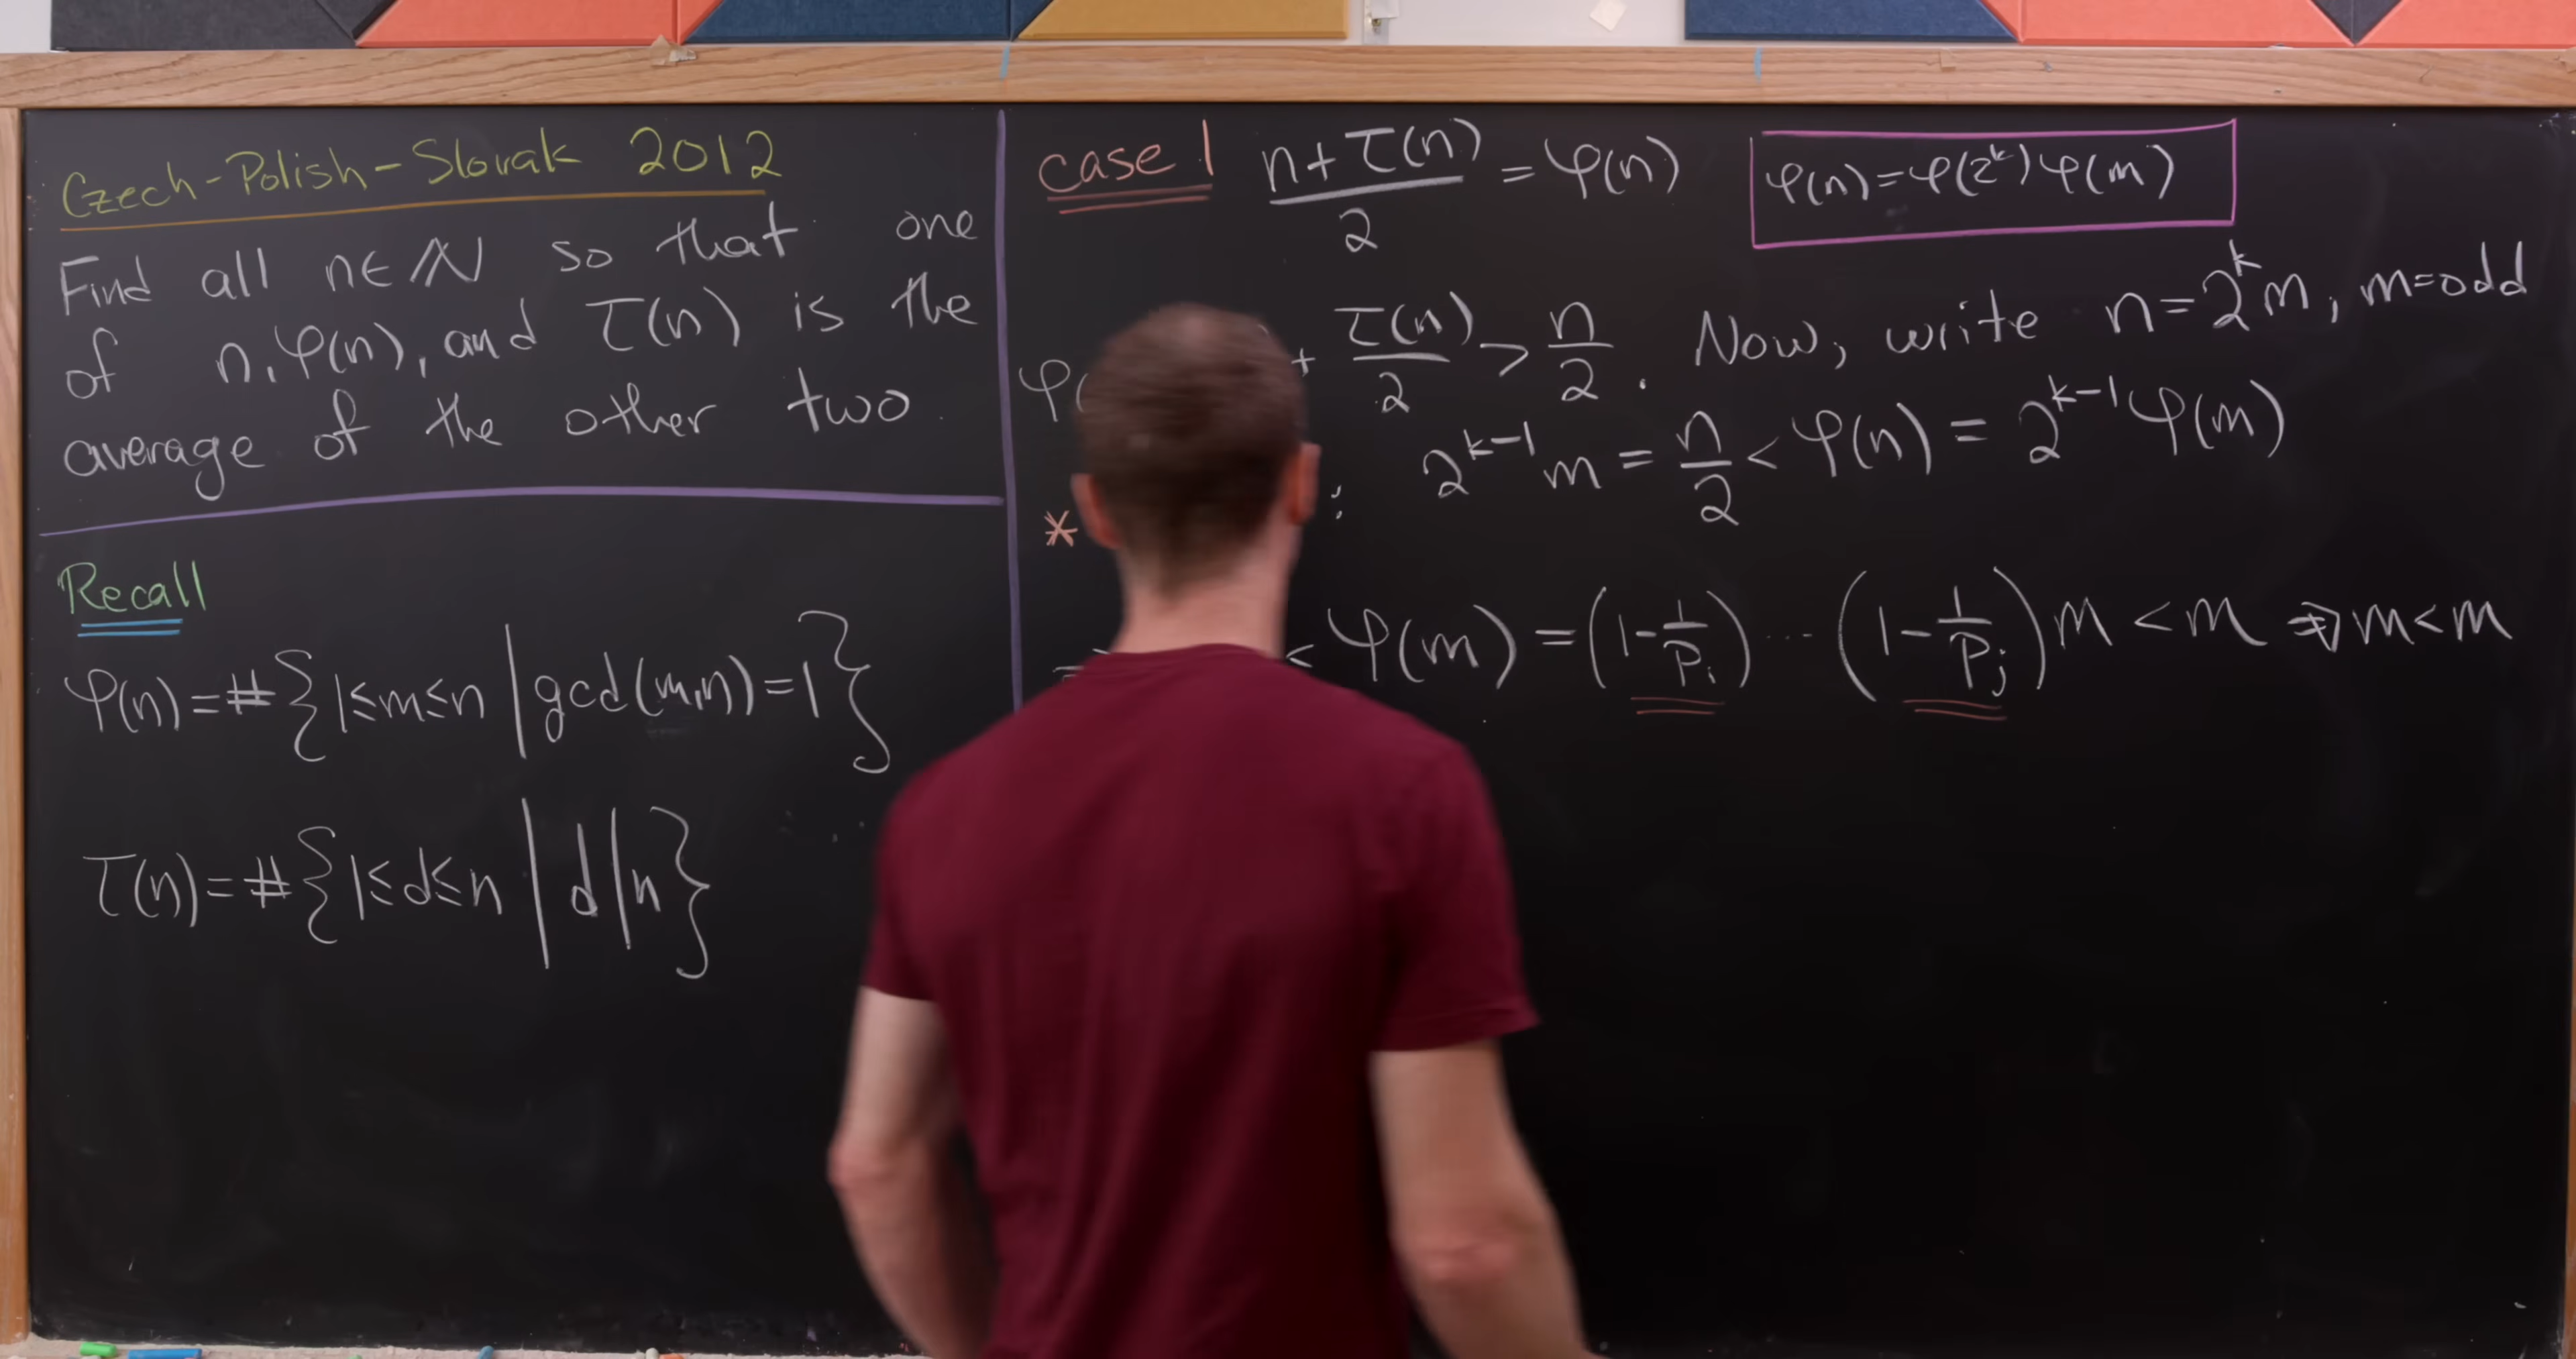 Czech-Polish-Slovak 2012
Find all n∈ℕ so that one
of n, φ(n), and τ(n) is the
average of the other two.
Recall
φ(n) = #{1≤m≤n | gcd(m,n)=1}
τ(n) = #{1≤d≤n | d|n}
case 1 (n+τ(n))/2 = φ(n)
φ(n)=φ(2^k)φ(m)
φ( + τ(n)/2 > n/2. Now, write n=2^k m, m=odd
* : 2^{k-1} m = n/2 < φ(n) = 2^{k-1} φ(m)
< φ(m) = (1-1/p_i)...(1-1/p_j) m < m ⇒ m<m